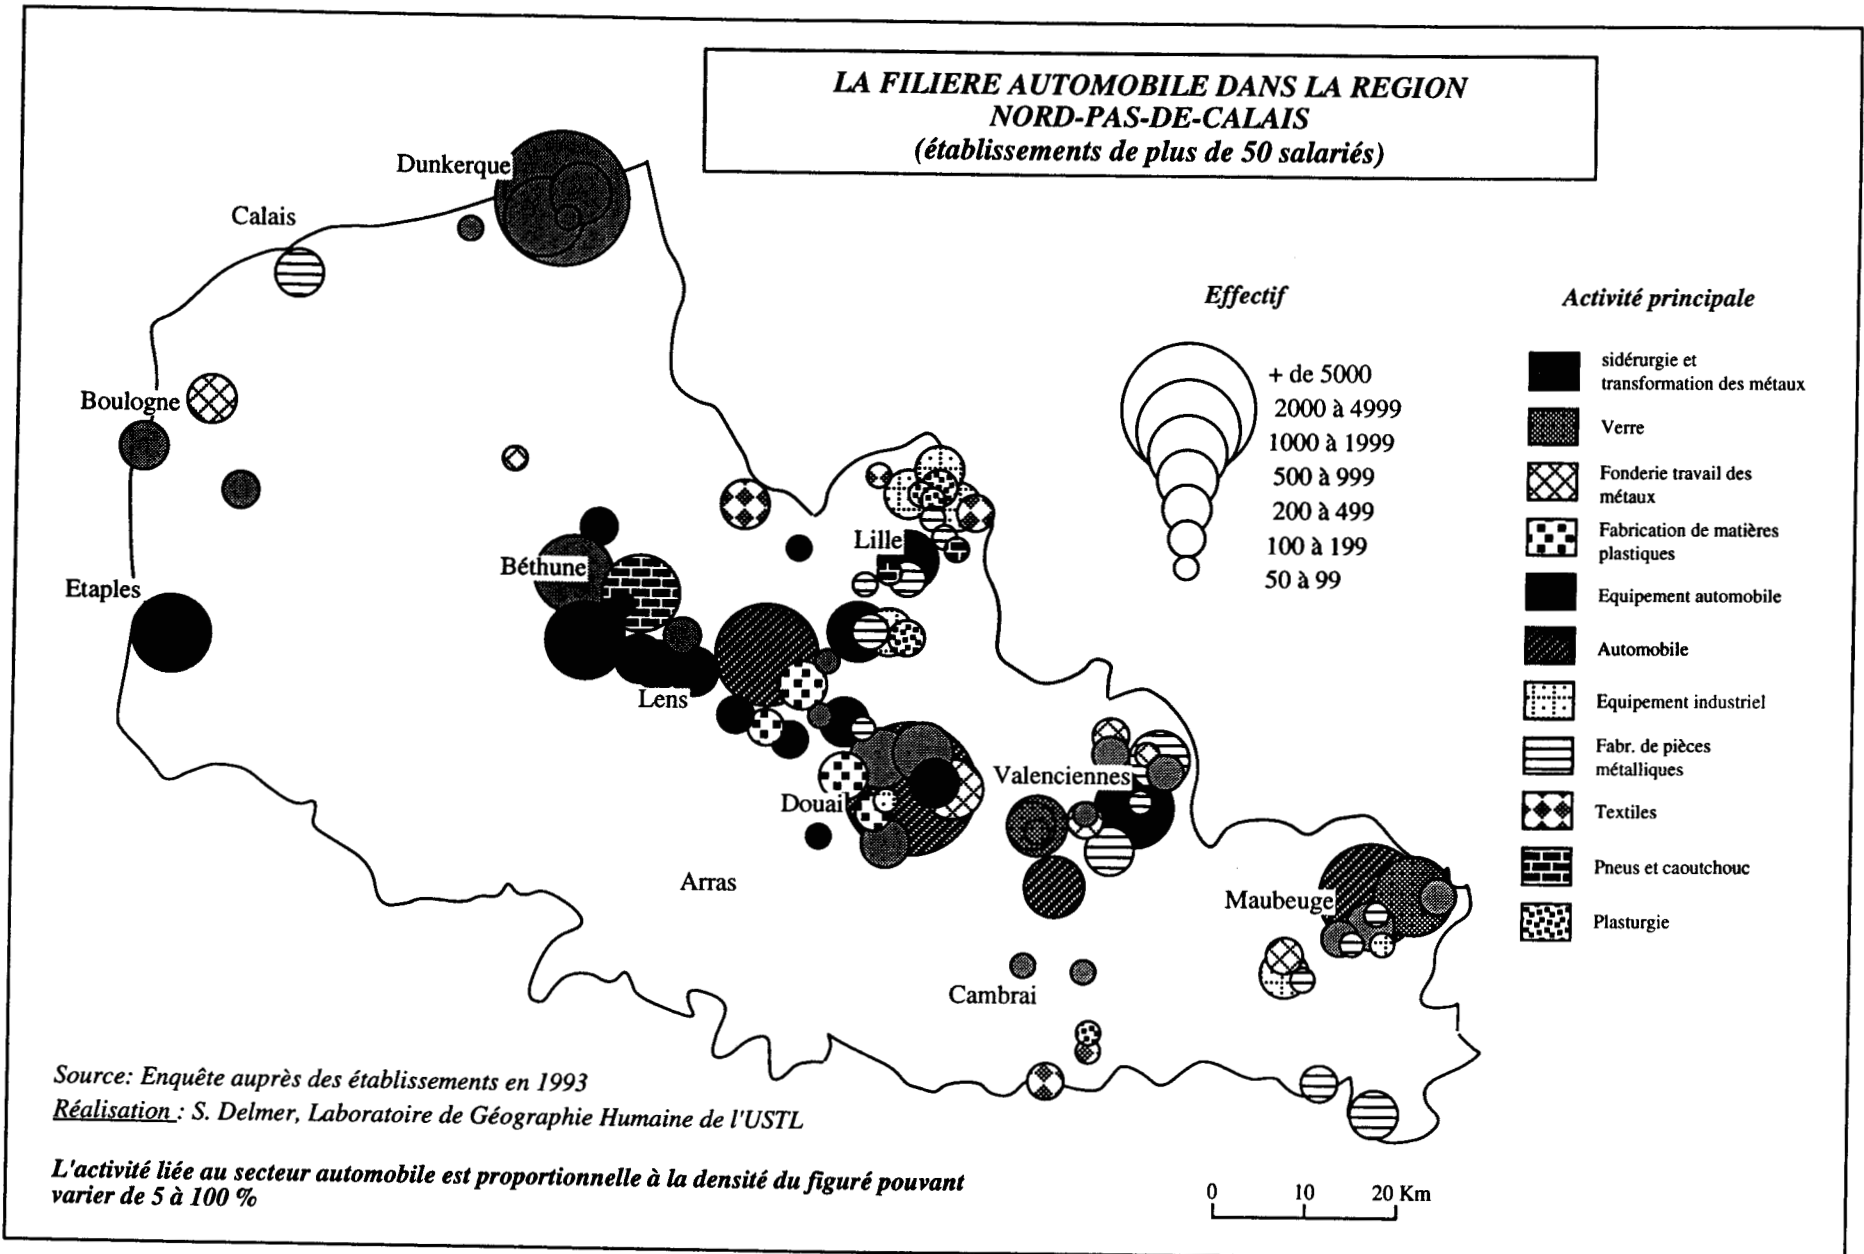 LA FILIERE AUTOMOBILE DANS LA REGION
NORD-PAS-DE-CALAIS
(établissements de plus de 50 salariés)
Dunkerque
Calais
Boulogne
Etaples
Béthune
Lens
Lille
Douai
Arras
Valenciennes
Cambrai
Maubeuge
Effectif
+ de 5000
2000 à 4999
1000 à 1999
500 à 999
200 à 499
100 à 199
50 à 99
Activité principale
sidérurgie et
transformation des métaux
Verre
Fonderie travail des
métaux
Fabrication de matières
plastiques
Equipement automobile
Automobile
Equipement industriel
Fabr. de pièces
métalliques
Textiles
Pneus et caoutchouc
Plasturgie
Source: Enquête auprès des établissements en 1993
Réalisation : S. Delmer, Laboratoire de Géographie Humaine de l'USTL
L'activité liée au secteur automobile est proportionnelle à la densité du figuré pouvant
varier de 5 à 100 %
0 10 20 Km